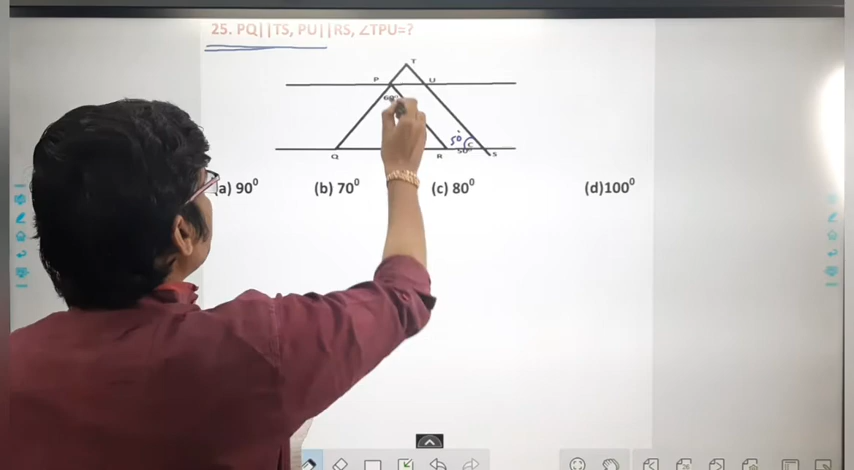 25. PQ||TS, PU||RS, ∠TPU=?
T
P U
60°
50°
50°
Q R S
a) 90⁰ (b) 70⁰ (c) 80⁰ (d)100⁰